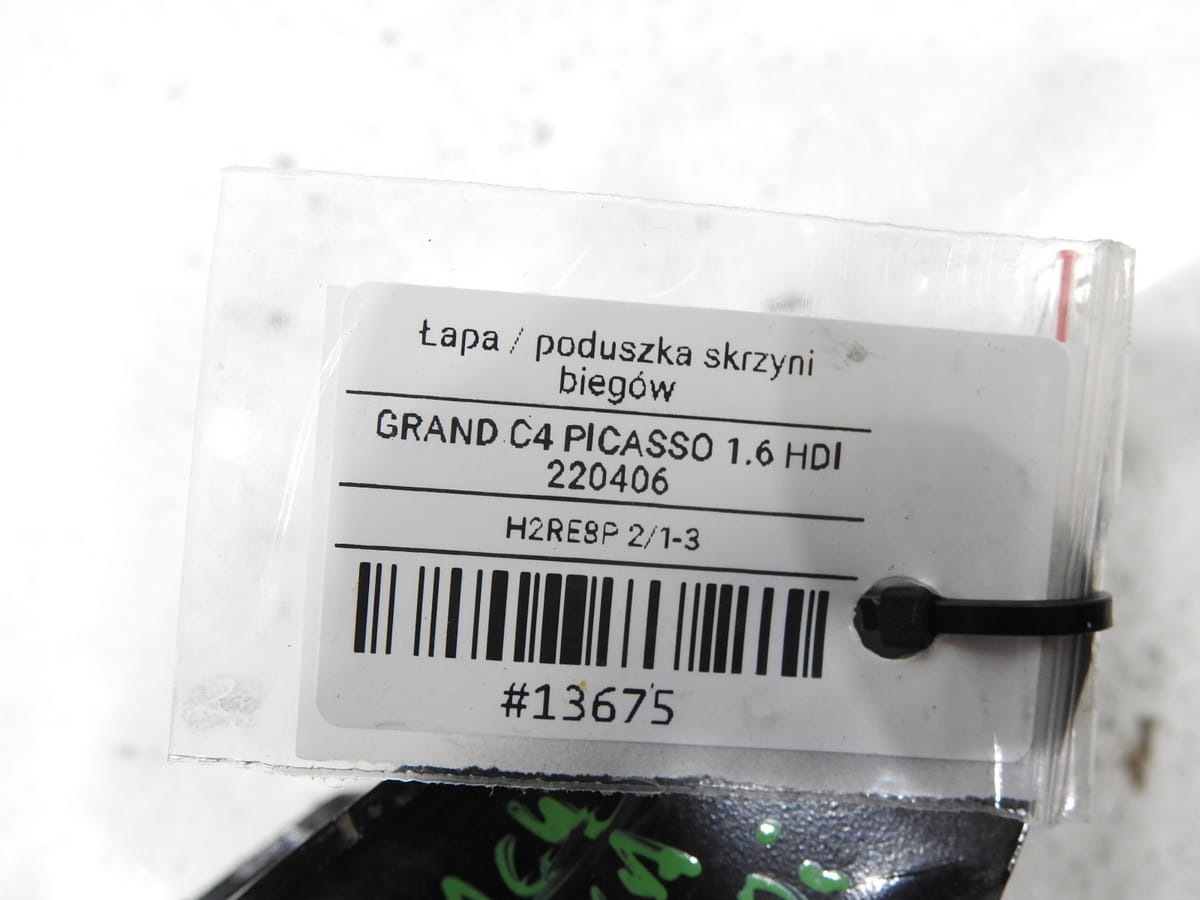 Łapa / poduszka skrzyni
biegów
GRAND C4 PICASSO 1.6 HDI
220406
H2RE8P 2/1-3
#13675